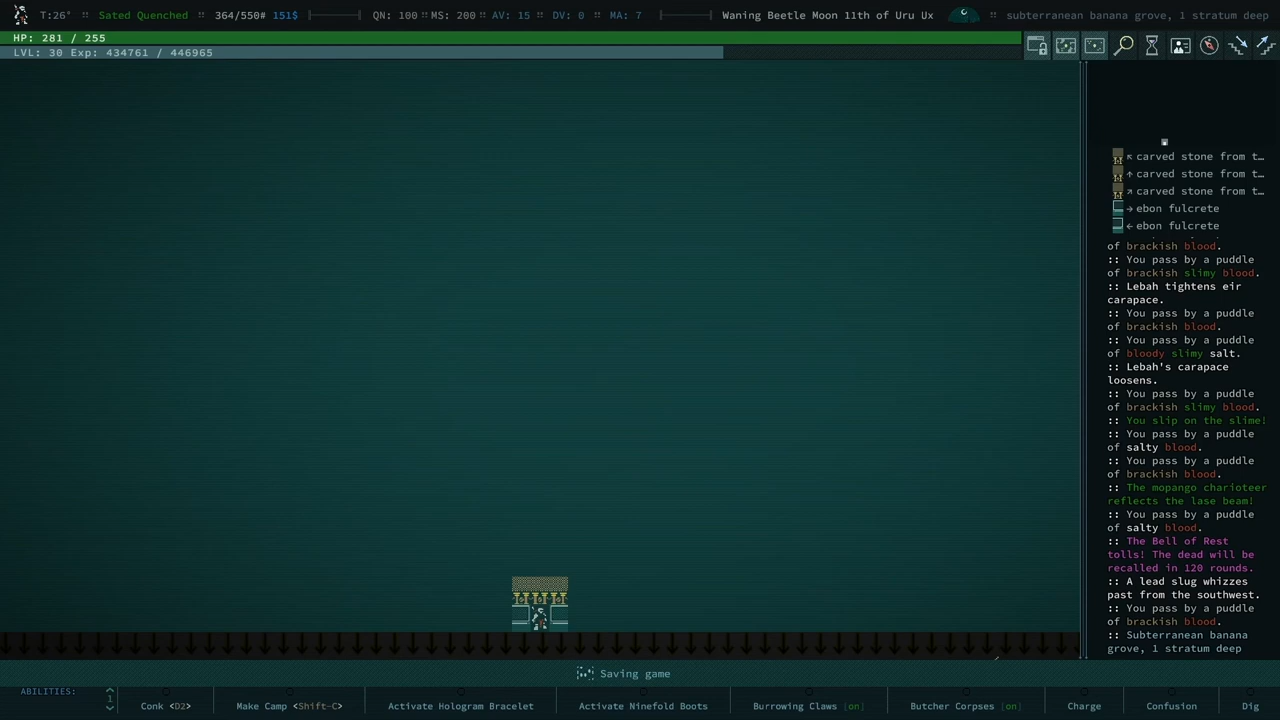 T:26° Sated Quenched 364/550# 151$ QN: 100 MS: 200 AV: 15 DV: 0 MA: 7 Waning Beetle Moon 11th of Uru Ux subterranean banana grove, 1 stratum deep
HP: 281 / 255
LVL: 30 Exp: 434761 / 446965
carved stone from t…
carved stone from t…
carved stone from t…
ebon fulcrete
ebon fulcrete
of brackish blood.
:: You pass by a puddle
of brackish slimy blood.
:: Lebah tightens eir
carapace.
:: You pass by a puddle
of brackish blood.
:: You pass by a puddle
of bloody slimy salt.
:: Lebah's carapace
loosens.
:: You pass by a puddle
of brackish slimy blood.
:: You slip on the slime!
:: You pass by a puddle
of salty blood.
:: You pass by a puddle
of brackish blood.
:: The mopango charioteer
reflects the lase beam!
:: You pass by a puddle
of salty blood.
:: The Bell of Rest
tolls! The dead will be
recalled in 120 rounds.
:: A lead slug whizzes
past from the southwest.
:: You pass by a puddle
of brackish blood.
:: Subterranean banana
grove, 1 stratum deep
Saving game
ABILITIES: 1 Conk <D2> Make Camp <Shift-C> Activate Hologram Bracelet Activate Ninefold Boots Burrowing Claws [on] Butcher Corpses [on] Charge Confusion Dig